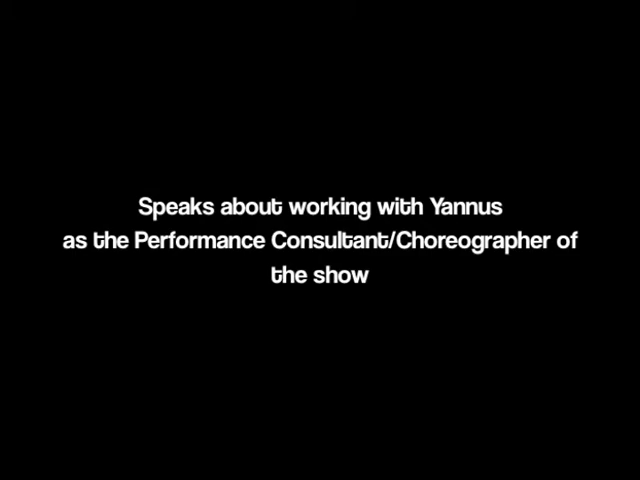 Speaks about working with Yannus
as the Performance Consultant/Choreographer of
the show